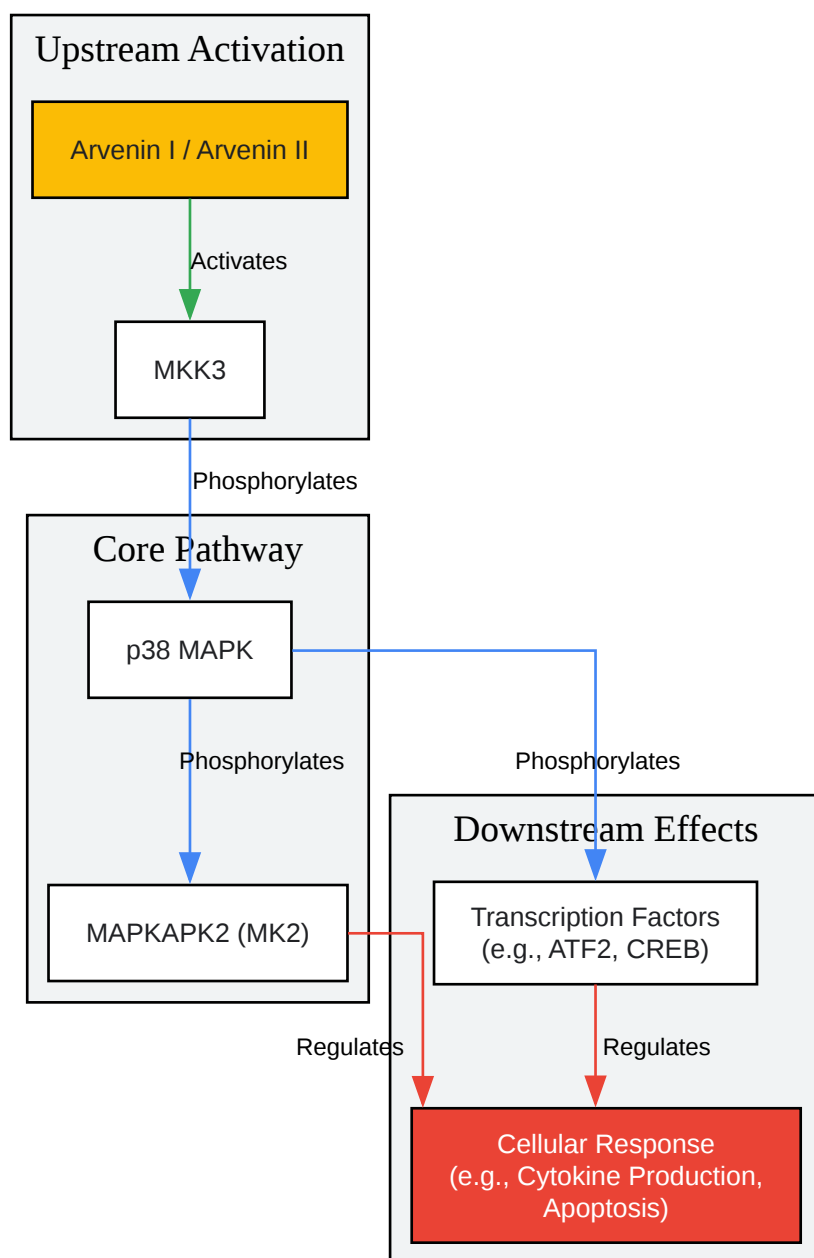 Upstream Activation
Arvenin I / Arvenin II
Activates
MKK3
Phosphorylates
Core Pathway
p38 MAPK
Phosphorylates
Phosphorylates
Downstream Effects
MAPKAPK2 (MK2)
Transcription Factors
(e.g., ATF2, CREB)
Regulates
Regulates
Cellular Response
(e.g., Cytokine Production,
Apoptosis)